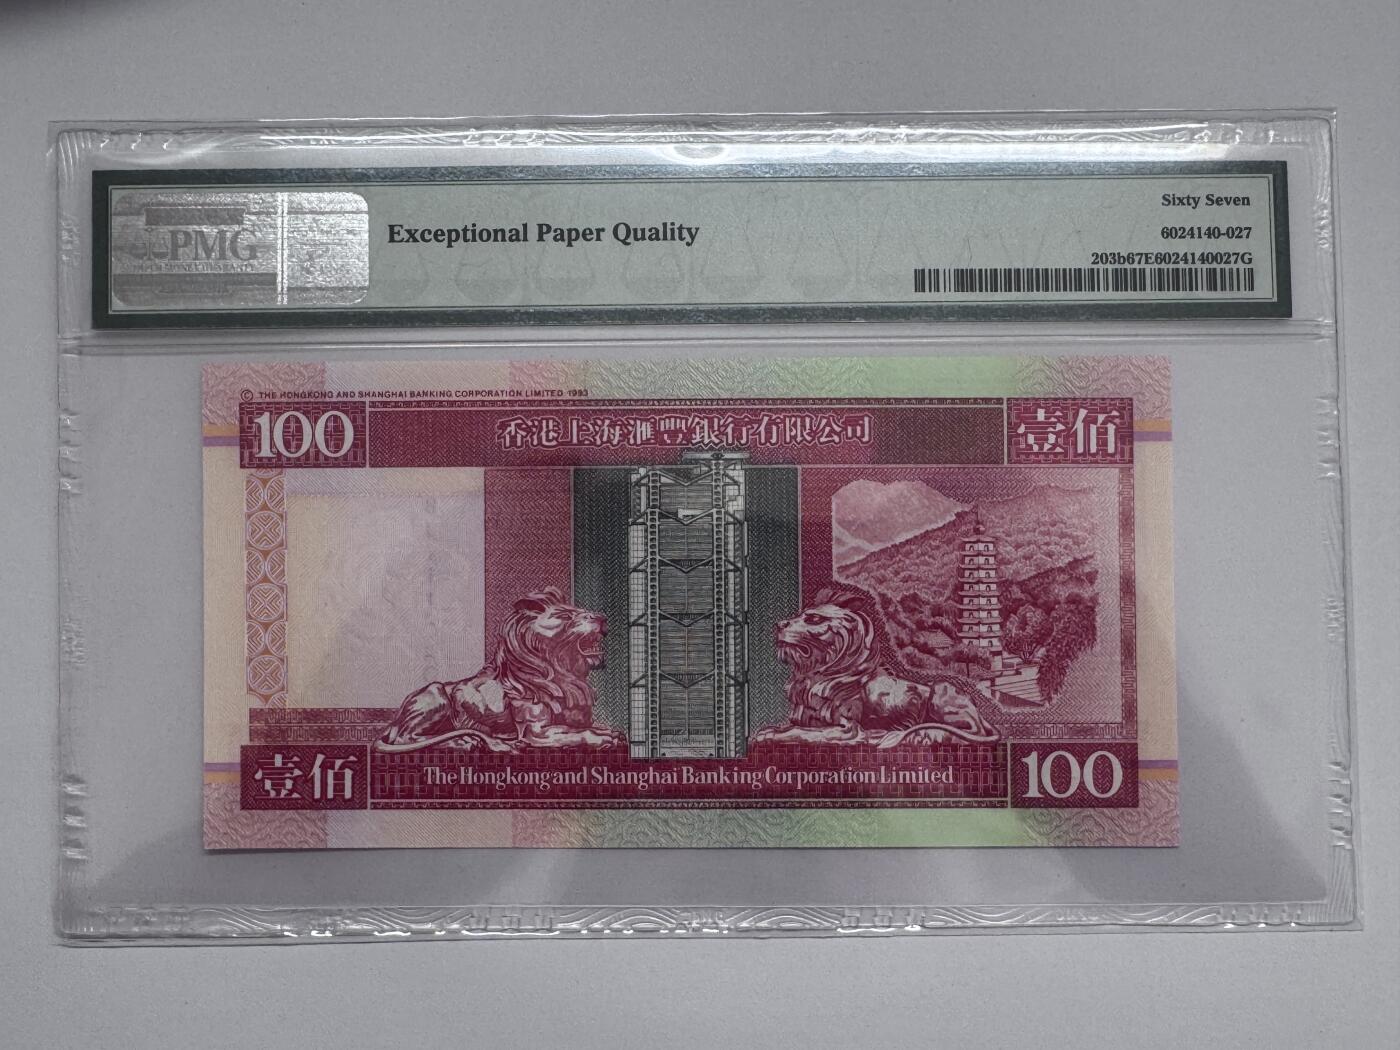 PMG
Exceptional Paper Quality
Sixty Seven
6024140-027
203b67E6024140027G
© THE HONGKONG AND SHANGHAI BANKING CORPORATION LIMITED 1993
100
香港上海滙豐銀行有限公司
壹佰
壹佰
The Hongkong and Shanghai Banking Corporation Limited
100